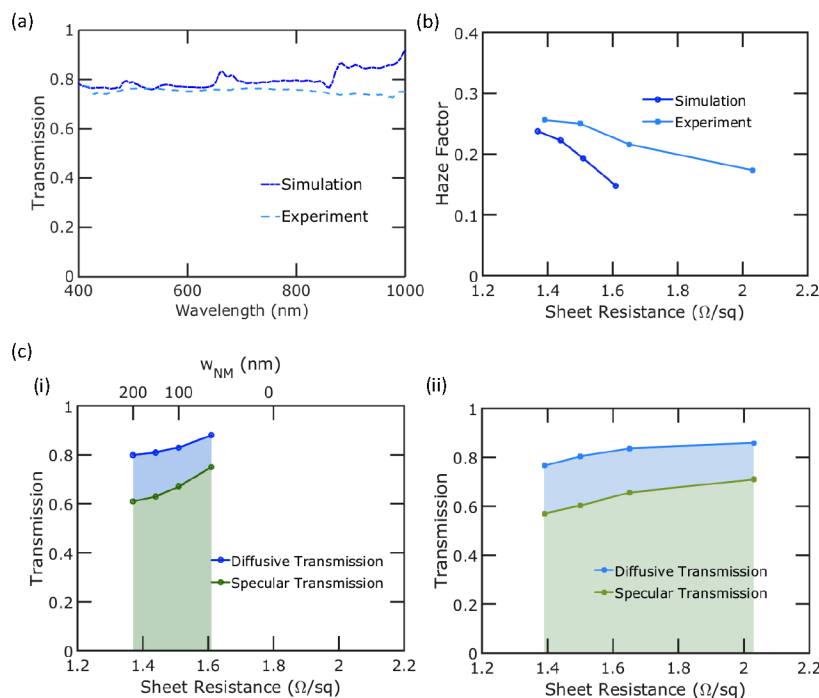 (a)
1
0.8
0.6
0.4
0.2
0
Transmission
Simulation
Experiment
400
600
800
1000
Wavelength (nm)
(b)
0.4
0.3
0.2
0.1
0
Haze Factor
Simulation
Experiment
1.2
1.4
1.6
1.8
2
2.2
Sheet Resistance (Ω/sq)
(c)
(i)
w_NM (nm)
200
100
0
1
0.8
0.6
0.4
0.2
0
Transmission
Diffusive Transmission
Specular Transmission
1.2
1.4
1.6
1.8
2
2.2
Sheet Resistance (Ω/sq)
(ii)
1
0.8
0.6
0.4
0.2
0
Transmission
Diffusive Transmission
Specular Transmission
1.2
1.4
1.6
1.8
2
2.2
Sheet Resistance (Ω/sq)